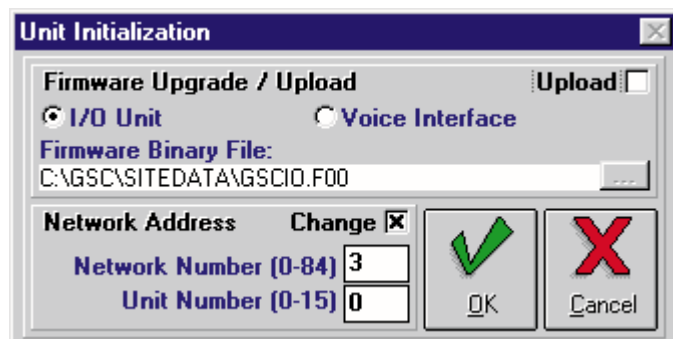 Unit Initialization
Firmware Upgrade / Upload Upload
I/O Unit Voice Interface
Firmware Binary File:
C:\GSC\SITEDATA\GSCIO.F00 ...
Network Address Change
Network Number (0-84) 3
Unit Number (0-15) 0
OK Cancel